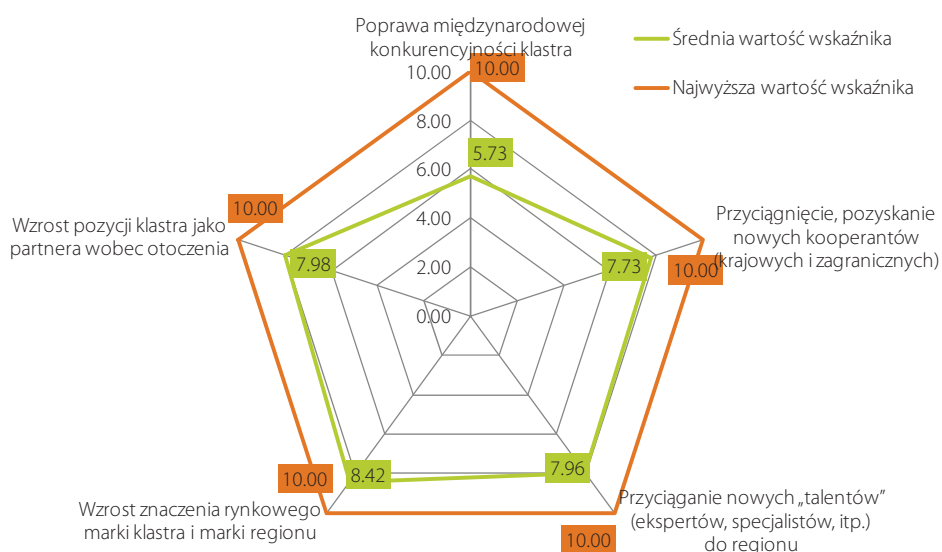 Poprawa międzynarodowej
konkurencyjności klastra
Średnia wartość wskaźnika
Najwyższa wartość wskaźnika
10.00
10.00
8.00
5.73
6.00
4.00
2.00
0.00
10.00
Wzrost pozycji klastra jako
partnera wobec otoczenia
7.98
Przyciągnięcie, pozyskanie
nowych kooperantów
(krajowych i zagranicznych)
7.73
10.00
8.42
10.00
Wzrost znaczenia rynkowego
marki klastra i marki regionu
7.96
Przyciąganie nowych „talentów”
(ekspertów, specjalistów, itp.)
do regionu
10.00